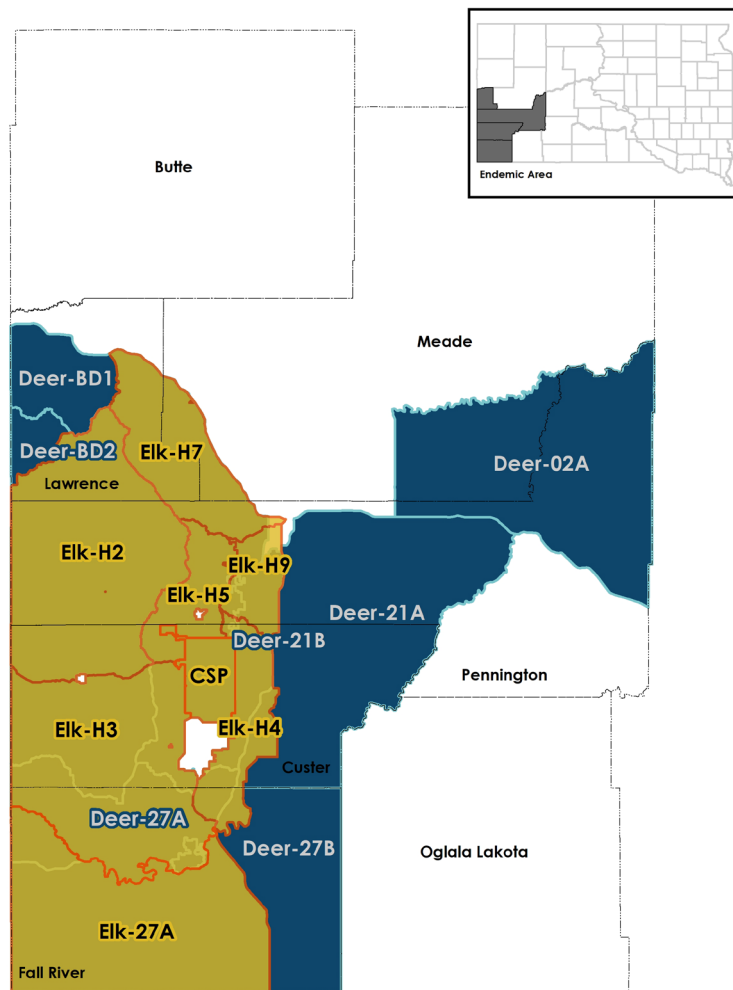 Endemic Area
Butte
Meade
Deer-BD1
Deer-BD2
Elk-H7
Deer-02A
Lawrence
Elk-H2
Elk-H9
Elk-H5
Deer-21A
Deer-21B
CSP
Pennington
Elk-H3
Elk-H4
Custer
Deer-27A
Deer-27B
Oglala Lakota
Elk-27A
Fall River